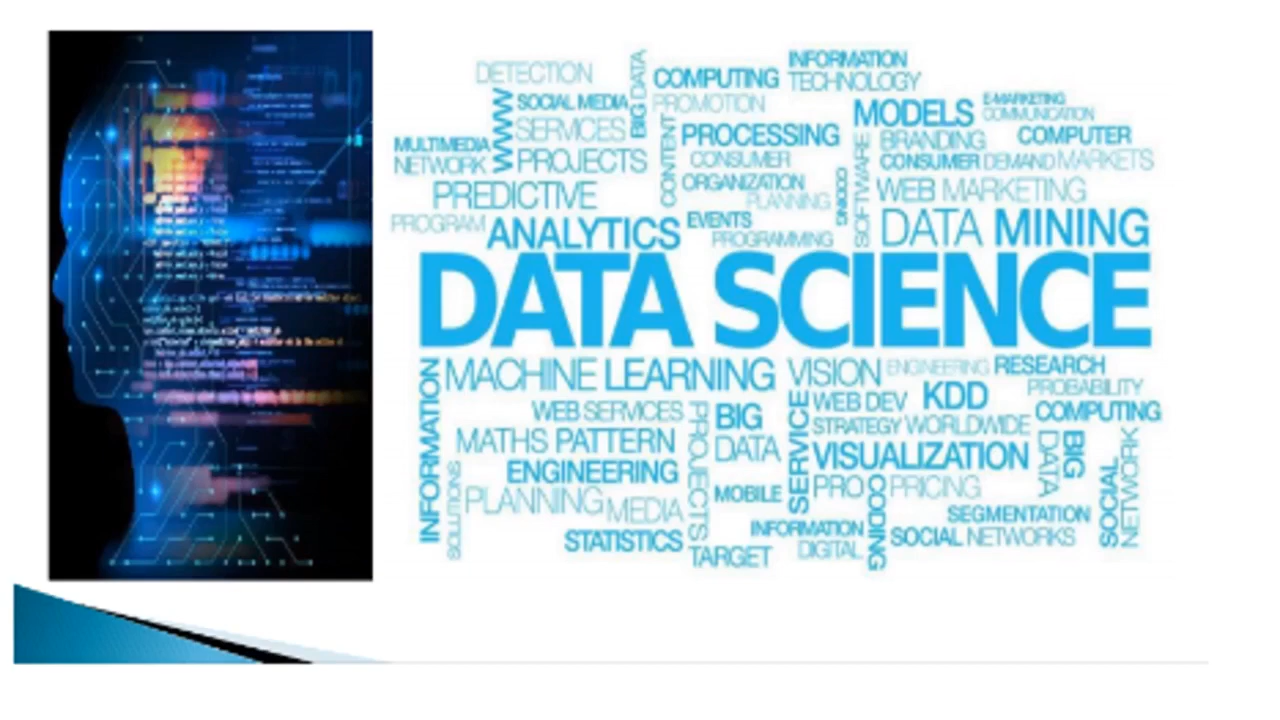 DETECTION
BIG DATA
COMPUTING
INFORMATION
TECHNOLOGY
WWW
SOCIAL MEDIA
PROMOTION
MODELS
E-MARKETING
COMMUNICATION
SERVICES
CONTENT
PROCESSING
SOFTWARE
BRANDING
COMPUTER
MULTIMEDIA
NETWORK
PROJECTS
CONSUMER
CONSUMER DEMAND MARKETS
PREDICTIVE
ORGANIZATION
PLANNING
CODING
WEB MARKETING
PROGRAM
ANALYTICS
EVENTS
PROGRAMMING
DATA MINING
DATA SCIENCE
INFORMATION
MACHINE LEARNING
VISION
ENGINEERING
RESEARCH
PROBABILITY
WEB SERVICES
PROJECTS
BIG
DATA
SERVICE
WEB DEV
KDD
COMPUTING
STRATEGY WORLDWIDE
MATHS PATTERN
VISUALIZATION
DATA
BIG
SOCIAL
NETWORK
ENGINEERING
SOLUTIONS
PLANNING
MEDIA
MOBILE
PRO
CODING
PRICING
SEGMENTATION
STATISTICS
INFORMATION
DIGITAL
SOCIAL NETWORKS
TARGET